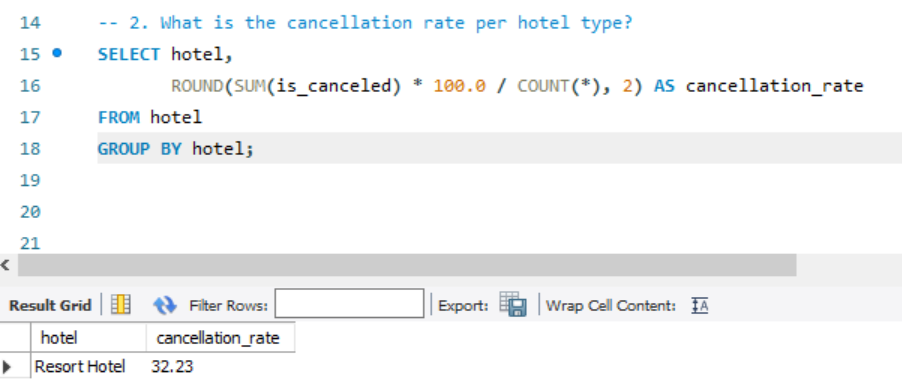 14 -- 2. What is the cancellation rate per hotel type?
15 SELECT hotel,
16 ROUND(SUM(is_canceled) * 100.0 / COUNT(*), 2) AS cancellation_rate
17 FROM hotel
18 GROUP BY hotel;
19
20
21
Result Grid Filter Rows: Export: Wrap Cell Content: IA
hotel cancellation_rate
Resort Hotel 32.23